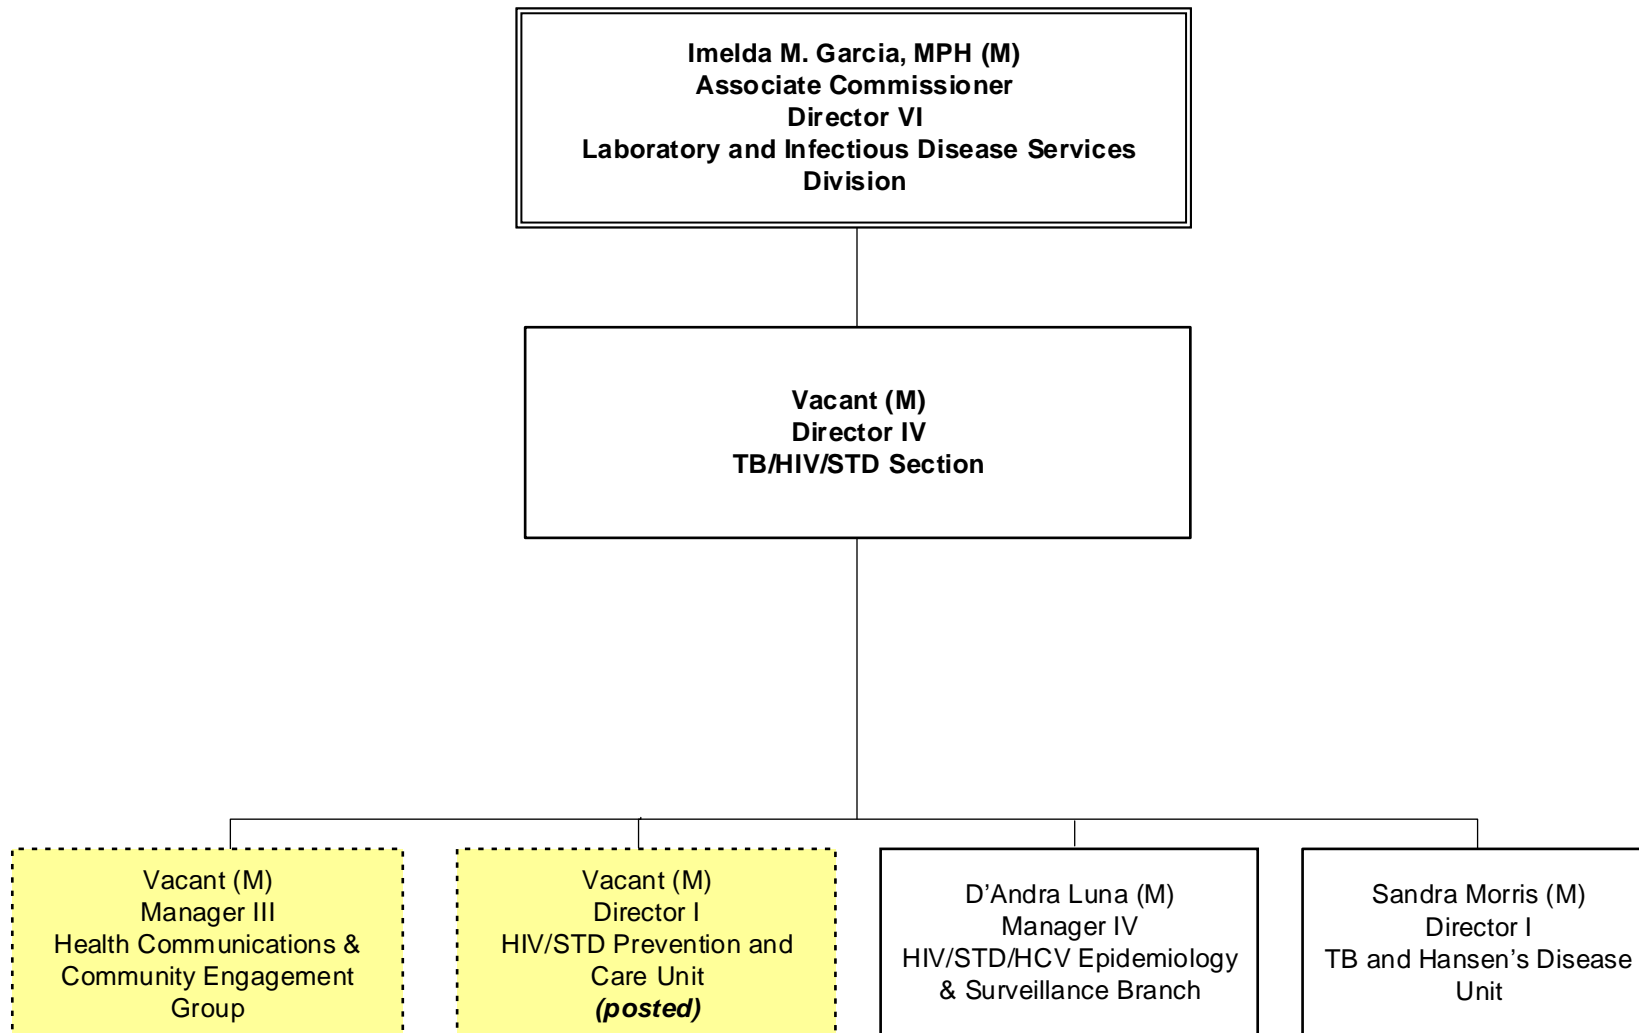 Imelda M. Garcia, MPH (M)
Associate Commissioner
Director VI
Laboratory and Infectious Disease Services
Division
Vacant (M)
Director IV
TB/HIV/STD Section
Vacant (M)
Manager III
Health Communications &
Community Engagement
Group
Vacant (M)
Director I
HIV/STD Prevention and
Care Unit
(posted)
D’Andra Luna (M)
Manager IV
HIV/STD/HCV Epidemiology
& Surveillance Branch
Sandra Morris (M)
Director I
TB and Hansen’s Disease
Unit